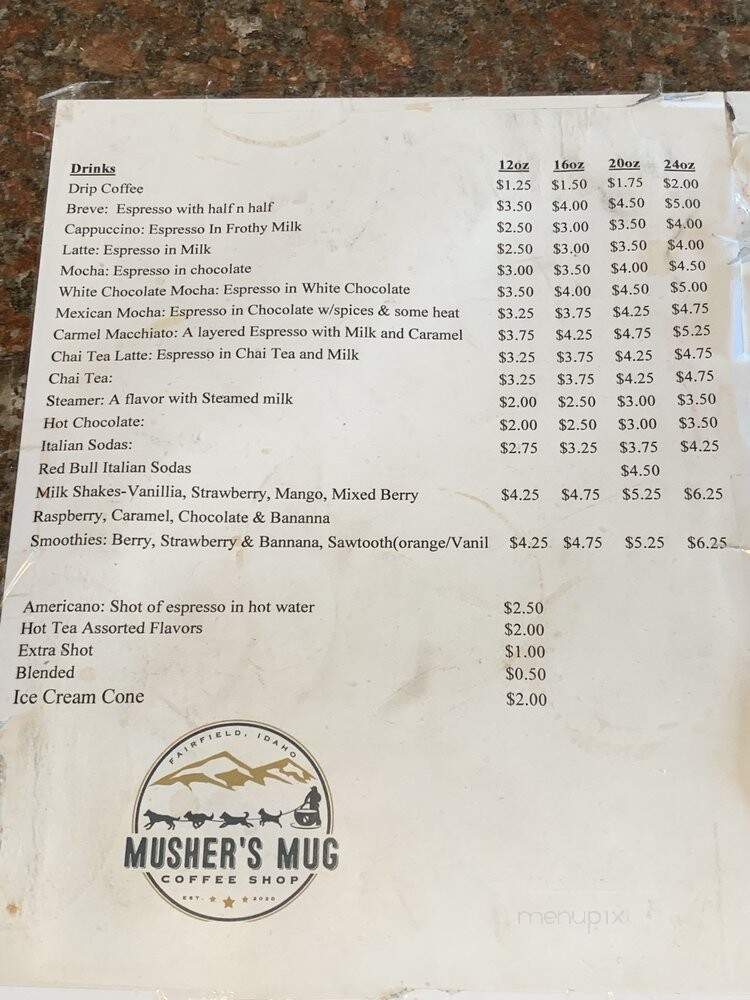 Drinks 12oz 16oz 20oz 24oz
Drip Coffee $1.25 $1.50 $1.75 $2.00
Breve: Espresso with half n half $3.50 $4.00 $4.50 $5.00
Cappuccino: Espresso In Frothy Milk $2.50 $3.00 $3.50 $4.00
Latte: Espresso in Milk $2.50 $3.00 $3.50 $4.00
Mocha: Espresso in chocolate $3.00 $3.50 $4.00 $4.50
White Chocolate Mocha: Espresso in White Chocolate $3.50 $4.00 $4.50 $5.00
Mexican Mocha: Espresso in Chocolate w/spices & some heat $3.25 $3.75 $4.25 $4.75
Carmel Macchiato: A layered Espresso with Milk and Caramel $3.75 $4.25 $4.75 $5.25
Chai Tea Latte: Espresso in Chai Tea and Milk $3.25 $3.75 $4.25 $4.75
Chai Tea: $3.25 $3.75 $4.25 $4.75
Steamer: A flavor with Steamed milk $2.00 $2.50 $3.00 $3.50
Hot Chocolate: $2.00 $2.50 $3.00 $3.50
Italian Sodas: $2.75 $3.25 $3.75 $4.25
Red Bull Italian Sodas $4.50
Milk Shakes-Vanillia, Strawberry, Mango, Mixed Berry $4.25 $4.75 $5.25 $6.25
Raspberry, Caramel, Chocolate & Bananna
Smoothies: Berry, Strawberry & Bannana, Sawtooth(orange/Vanil $4.25 $4.75 $5.25 $6.25
Americano: Shot of espresso in hot water $2.50
Hot Tea Assorted Flavors $2.00
Extra Shot $1.00
Blended $0.50
Ice Cream Cone $2.00
FAIRFIELD, IDAHO
MUSHER'S MUG
COFFEE SHOP
EST. 2020
menupix